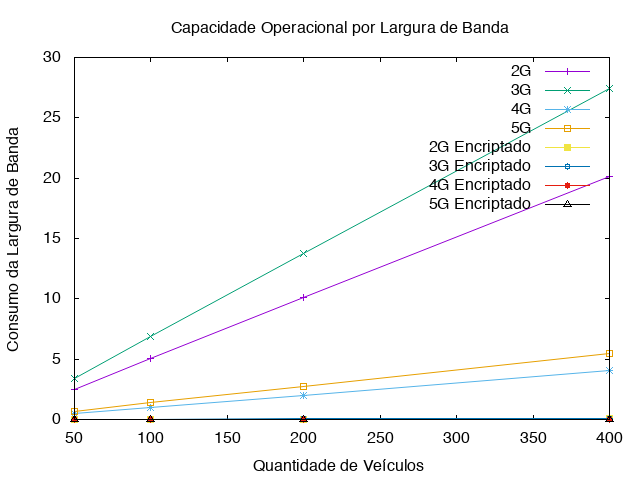 Capacidade Operacional por Largura de Banda
30
25
20
15
10
5
0
50
100
150
200
250
300
350
400
Consumo da Largura de Banda
Quantidade de Veículos
2G
3G
4G
5G
2G Encriptado
3G Encriptado
4G Encriptado
5G Encriptado